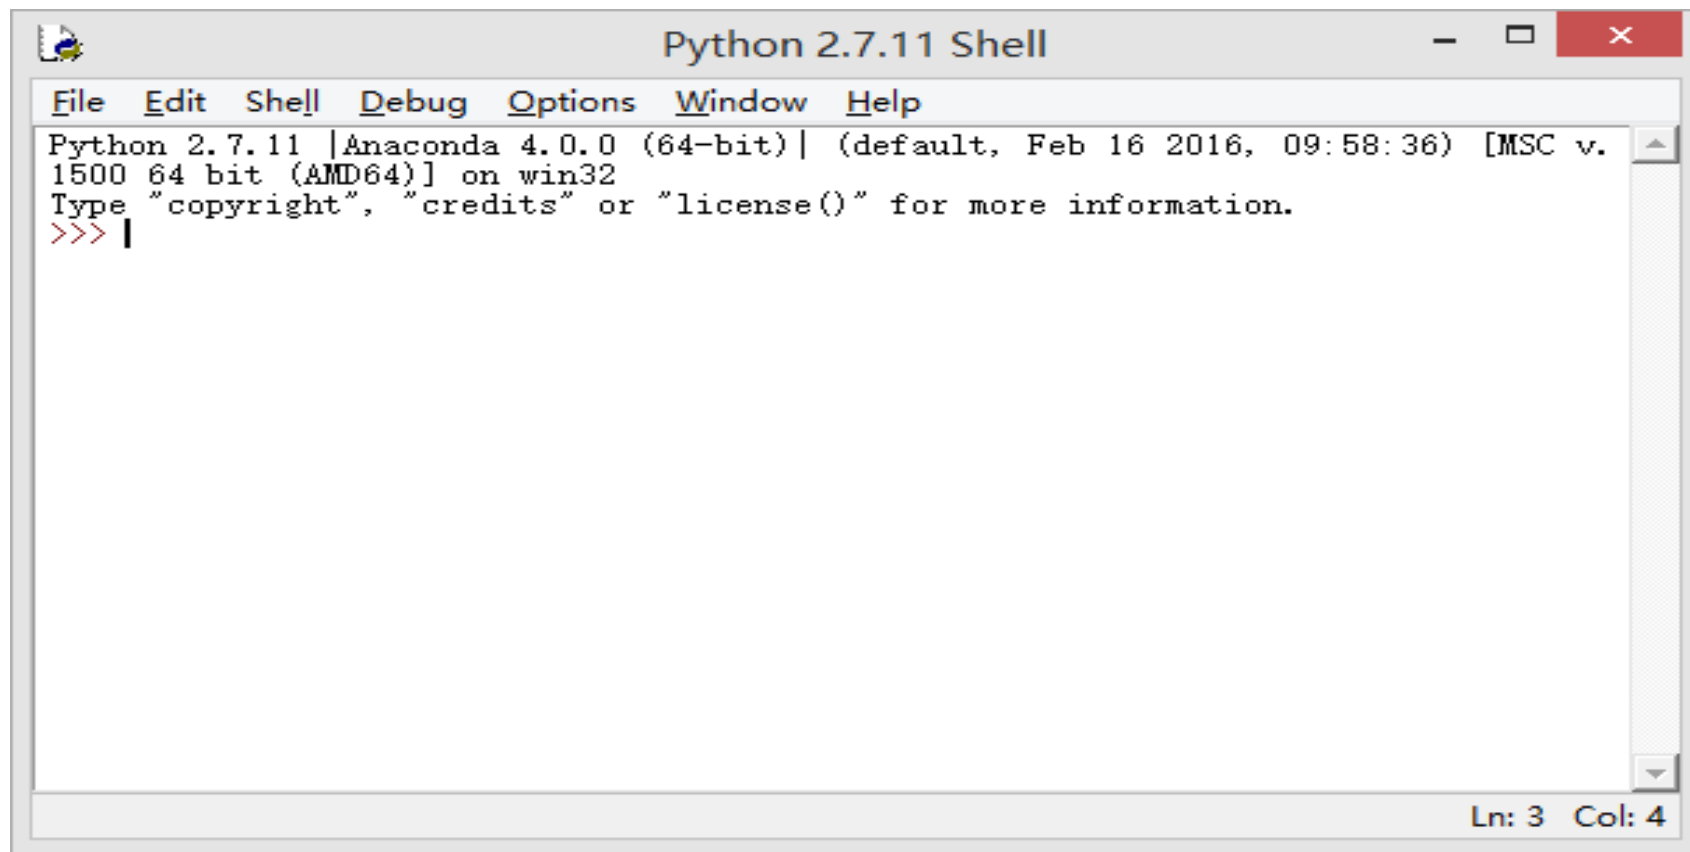 Python 2.7.11 Shell
File Edit Shell Debug Options Window Help
Python 2.7.11 |Anaconda 4.0.0 (64-bit)| (default, Feb 16 2016, 09:58:36) [MSC v.
1500 64 bit (AMD64)] on win32
Type "copyright", "credits" or "license()" for more information.
>>>
Ln: 3 Col: 4